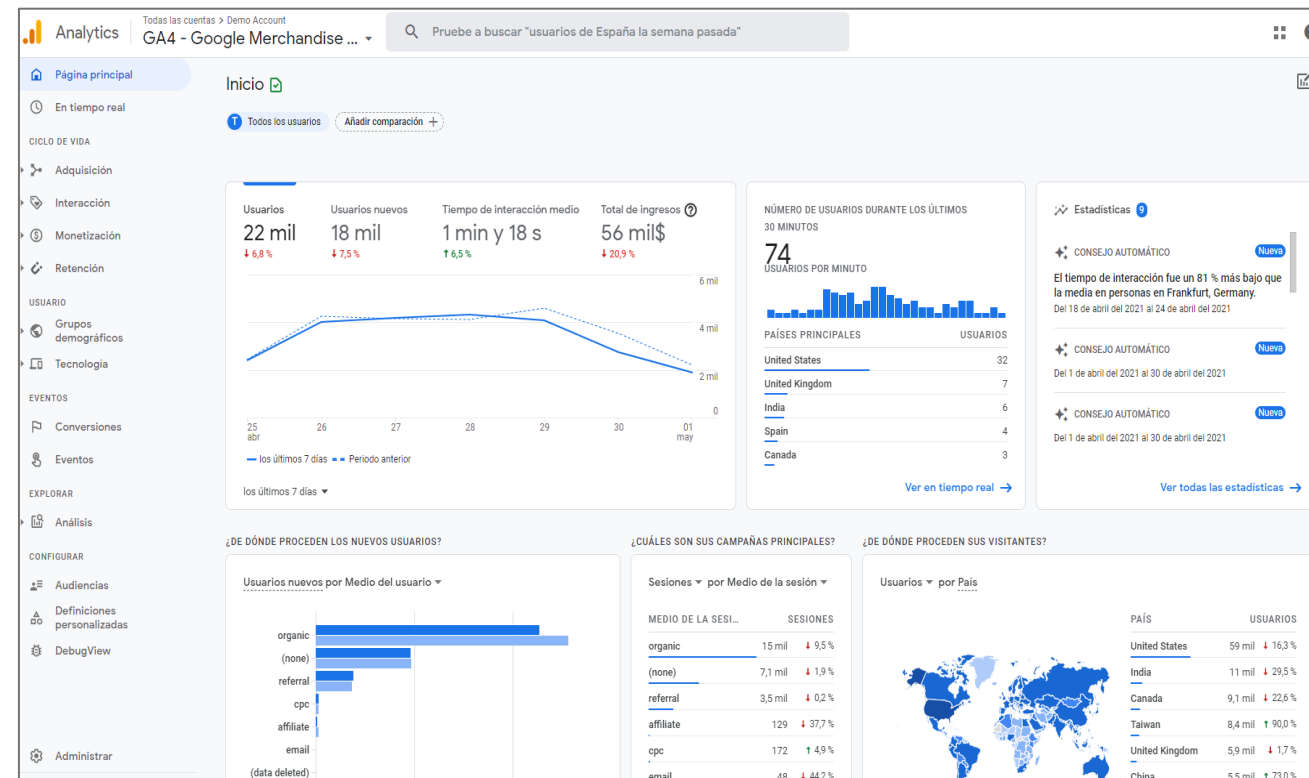 Analytics
Todas las cuentas > Demo Account
GA4 - Google Merchandise ...
Pruebe a buscar "usuarios de España la semana pasada"
Página principal
En tiempo real
CICLO DE VIDA
Adquisición
Interacción
Monetización
Retención
USUARIO
Grupos
demográficos
Tecnología
EVENTOS
Conversiones
Eventos
EXPLORAR
Análisis
CONFIGURAR
Audiencias
Definiciones
personalizadas
DebugView
Administrar
Inicio
T Todos los usuarios
Añadir comparación +
Usuarios Usuarios nuevos Tiempo de interacción medio Total de ingresos
22 mil 18 mil 1 min y 18 s 56 mil$
↓ 6,8 % ↓ 7,5 % ↑ 6,5 % ↓ 20,9 %
6 mil
4 mil
2 mil
0
25 26 27 28 29 30 01
abr may
los últimos 7 días Periodo anterior
los últimos 7 días
NÚMERO DE USUARIOS DURANTE LOS ÚLTIMOS
30 MINUTOS
74
USUARIOS POR MINUTO
PAÍSES PRINCIPALES USUARIOS
United States 32
United Kingdom 7
India 6
Spain 4
Canada 3
Ver en tiempo real →
Estadísticas 9
CONSEJO AUTOMÁTICO Nueva
El tiempo de interacción fue un 81 % más bajo que
la media en personas en Frankfurt, Germany.
Del 18 de abril del 2021 al 24 de abril del 2021
CONSEJO AUTOMÁTICO Nueva
Del 1 de abril del 2021 al 30 de abril del 2021
CONSEJO AUTOMÁTICO Nueva
Del 1 de abril del 2021 al 30 de abril del 2021
Ver todas las estadísticas →
¿DE DÓNDE PROCEDEN LOS NUEVOS USUARIOS?
Usuarios nuevos por Medio del usuario
organic
(none)
referral
cpc
affiliate
email
(data deleted)
¿CUÁLES SON SUS CAMPAÑAS PRINCIPALES?
Sesiones por Medio de la sesión
MEDIO DE LA SESI... SESIONES
organic 15 mil ↓ 9,5 %
(none) 7,1 mil ↓ 1,9 %
referral 3,5 mil ↓ 0,2 %
affiliate 129 ↓ 37,7 %
cpc 172 ↑ 4,9 %
email 48 ↓ 44,2 %
¿DE DÓNDE PROCEDEN SUS VISITANTES?
Usuarios por País
PAÍS USUARIOS
United States 59 mil ↓ 16,3 %
India 11 mil ↓ 29,5 %
Canada 9,1 mil ↓ 22,6 %
Taiwan 8,4 mil ↑ 90,0 %
United Kingdom 5,9 mil ↓ 1,7 %
China 5,5 mil ↑ 73,0 %